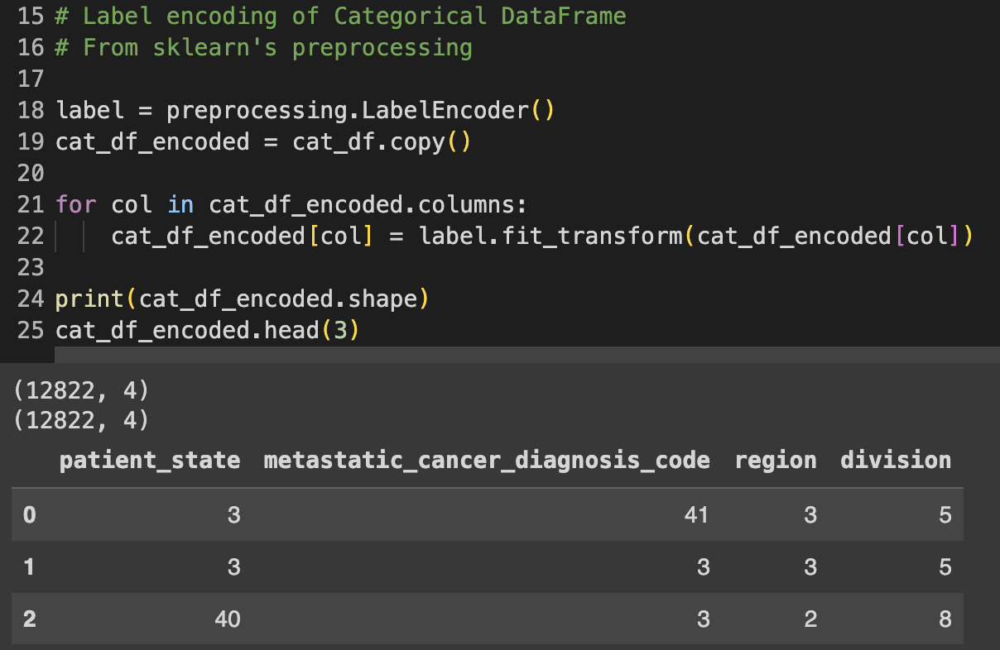 15 # Label encoding of Categorical DataFrame
16 # From sklearn's preprocessing
17
18 label = preprocessing.LabelEncoder()
19 cat_df_encoded = cat_df.copy()
20
21 for col in cat_df_encoded.columns:
22     cat_df_encoded[col] = label.fit_transform(cat_df_encoded[col])
23
24 print(cat_df_encoded.shape)
25 cat_df_encoded.head(3)
(12822, 4)
(12822, 4)
patient_state metastatic_cancer_diagnosis_code region division
0 3 41 3 5
1 3 3 3 5
2 40 3 2 8